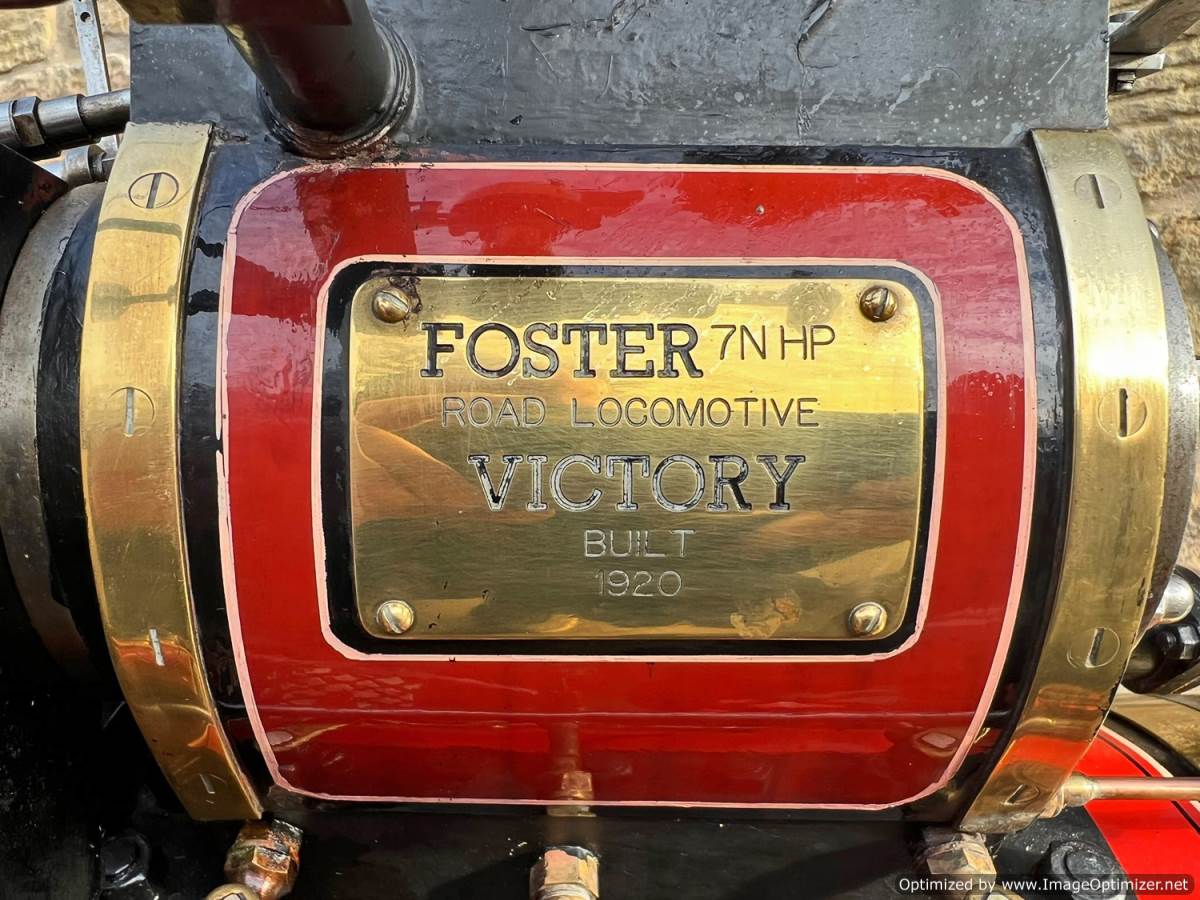 FOSTER 7N HP
ROAD LOCOMOTIVE
VICTORY
BUILT
1920
Optimized by www.ImageOptimizer.net